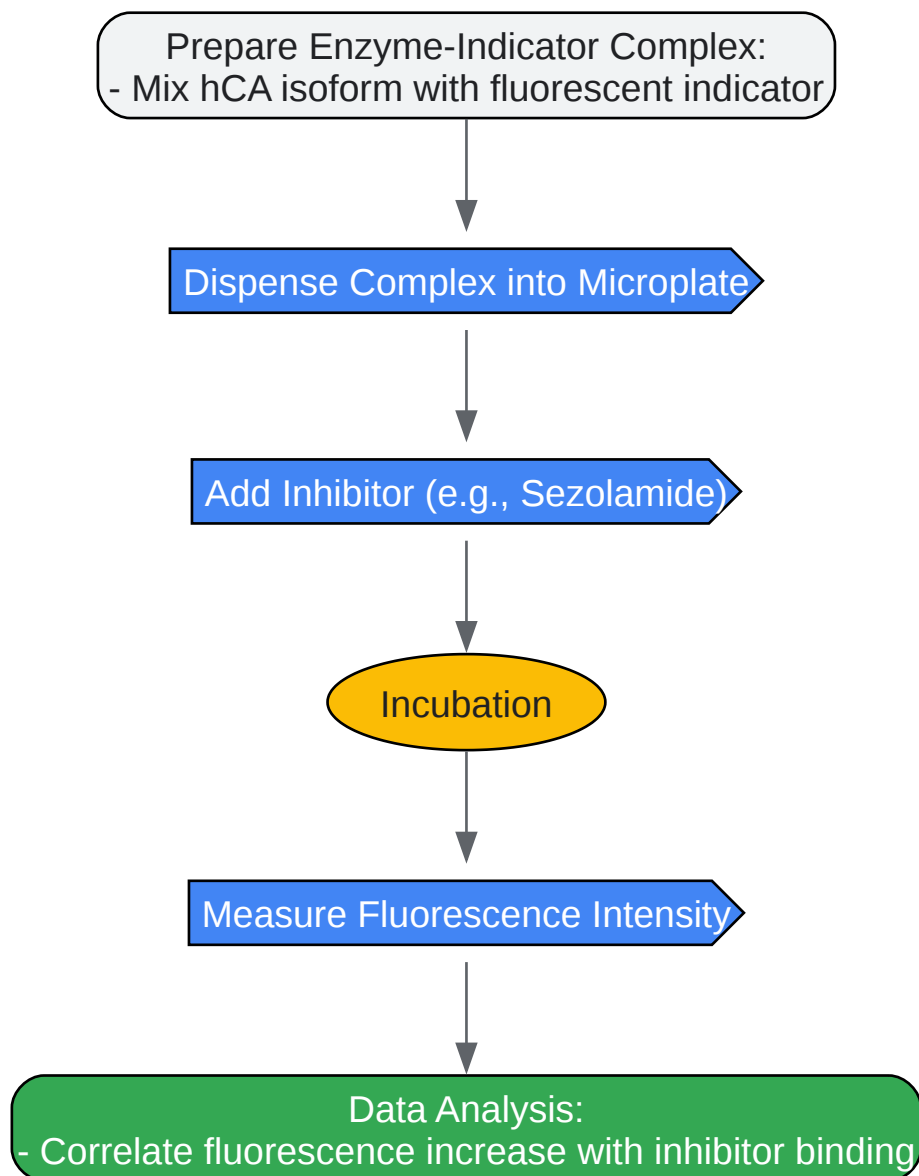 Prepare Enzyme-Indicator Complex:
- Mix hCA isoform with fluorescent indicator
Dispense Complex into Microplate
Add Inhibitor (e.g., Sezolamide)
Incubation
Measure Fluorescence Intensity
Data Analysis:
- Correlate fluorescence increase with inhibitor binding